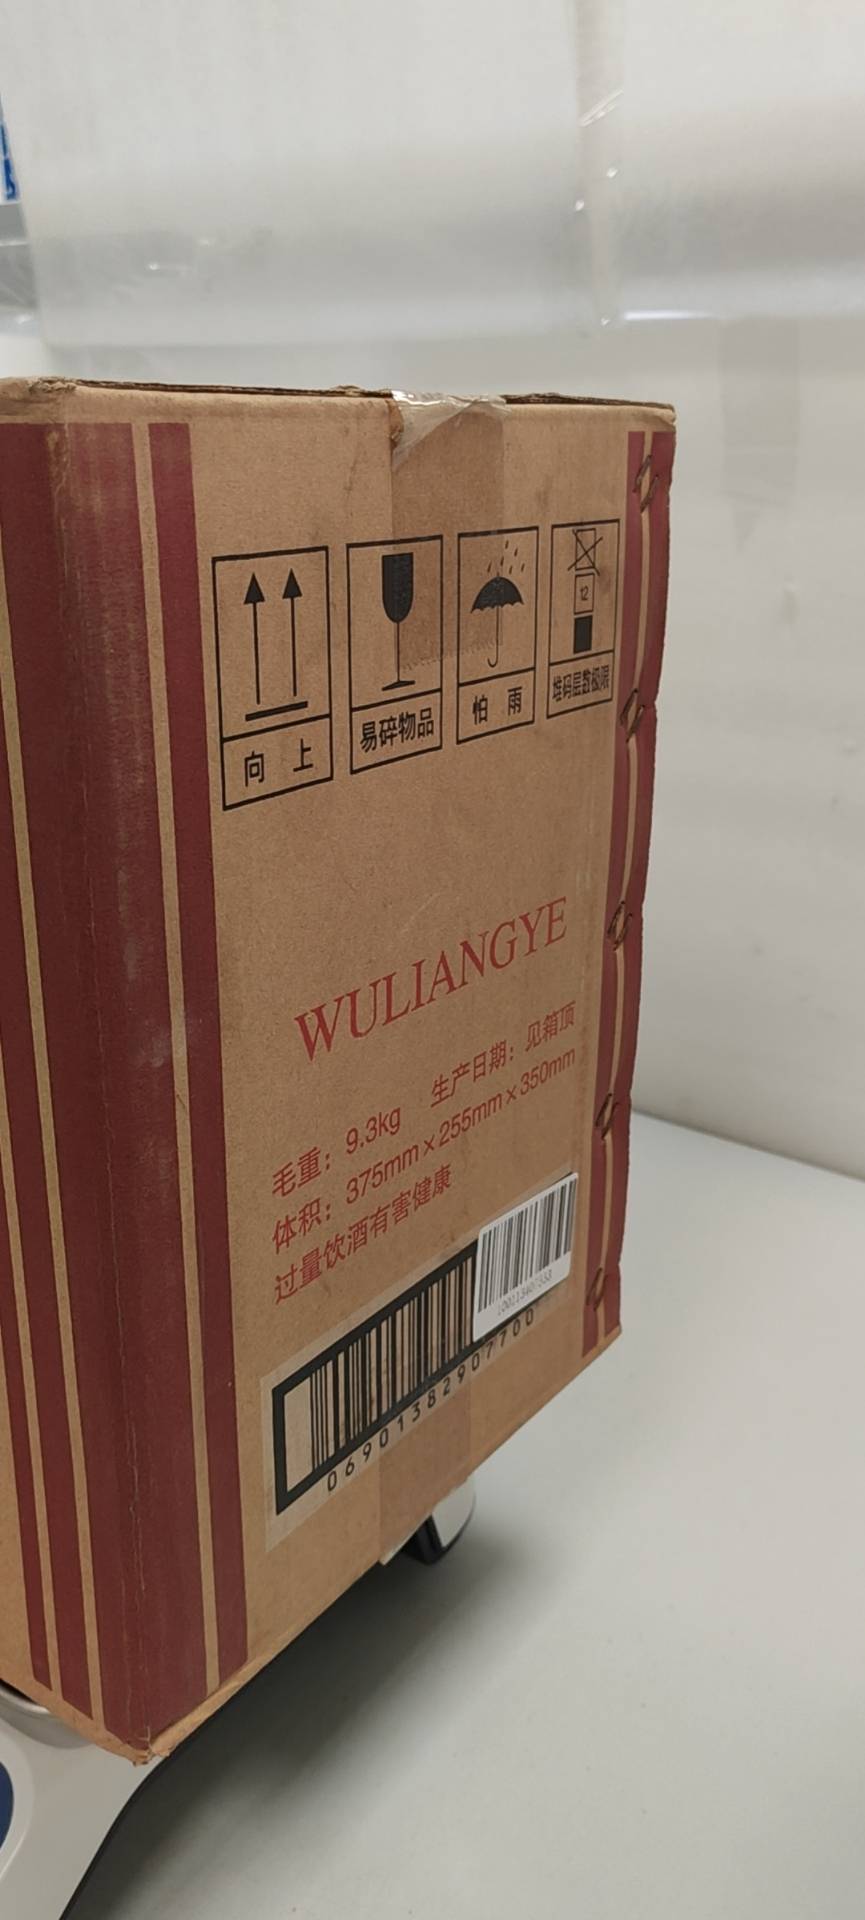 向 上
易碎物品
怕 雨
12
堆码层数极限
WULIANGYE
毛重：9.3kg 生产日期：见箱顶
体积：375mm×255mm×350mm
过量饮酒有害健康
06901382907700